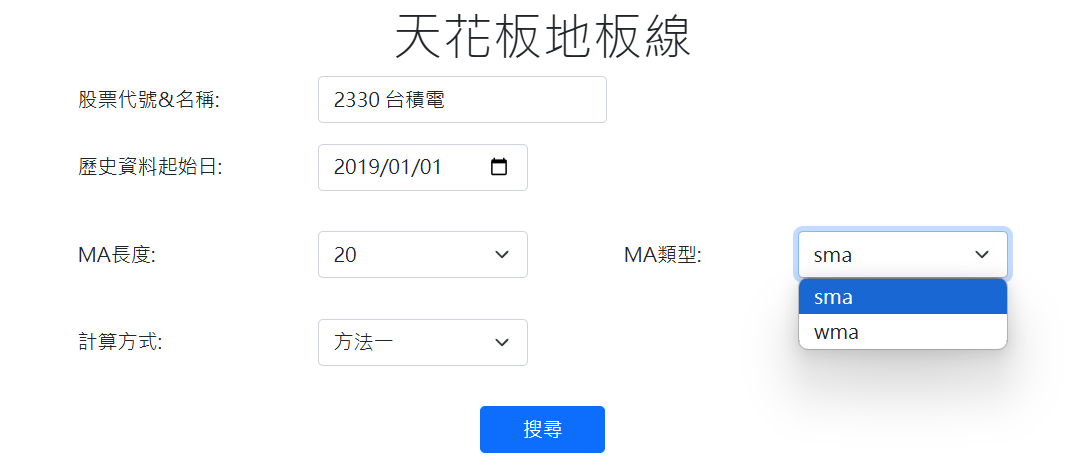 天花板地板線
股票代號&名稱: 2330 台積電
歷史資料起始日: 2019/01/01
MA長度: 20 MA類型: sma
sma
wma
計算方式: 方法一
搜尋